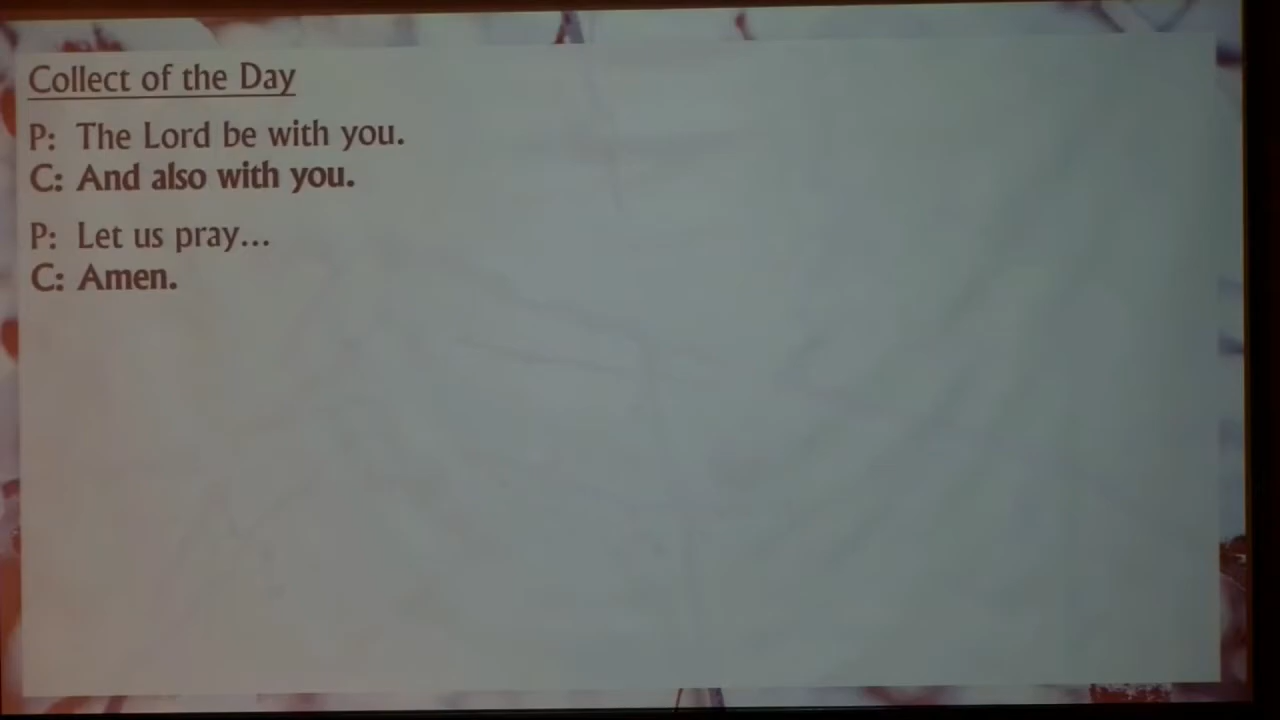 Collect of the Day
P: The Lord be with you.
C: And also with you.
P: Let us pray...
C: Amen.